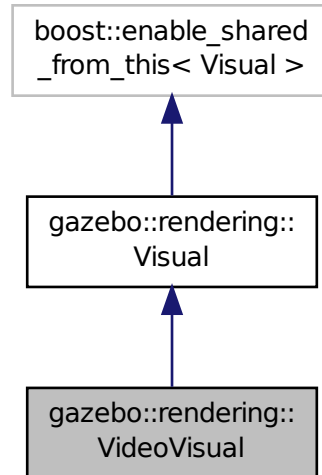 boost::enable_shared
_from_this< Visual >
gazebo::rendering::
Visual
gazebo::rendering::
VideoVisual